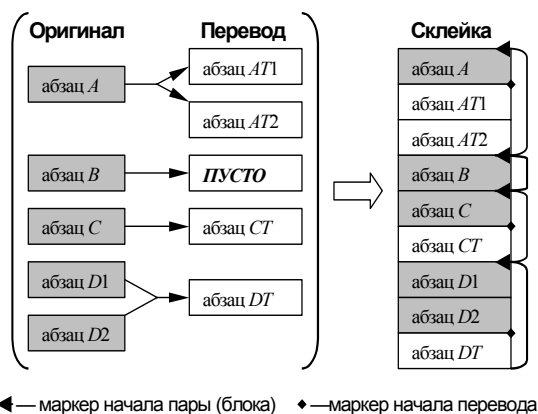 Оригинал
Перевод
Склейка
абзац A
абзац AT1
абзац AT2
абзац B
ПУСТО
абзац C
абзац CT
абзац D1
абзац D2
абзац DT
абзац A
абзац AT1
абзац AT2
абзац B
абзац C
абзац CT
абзац D1
абзац D2
абзац DT
— маркер начала пары (блока)
—маркер начала перевода